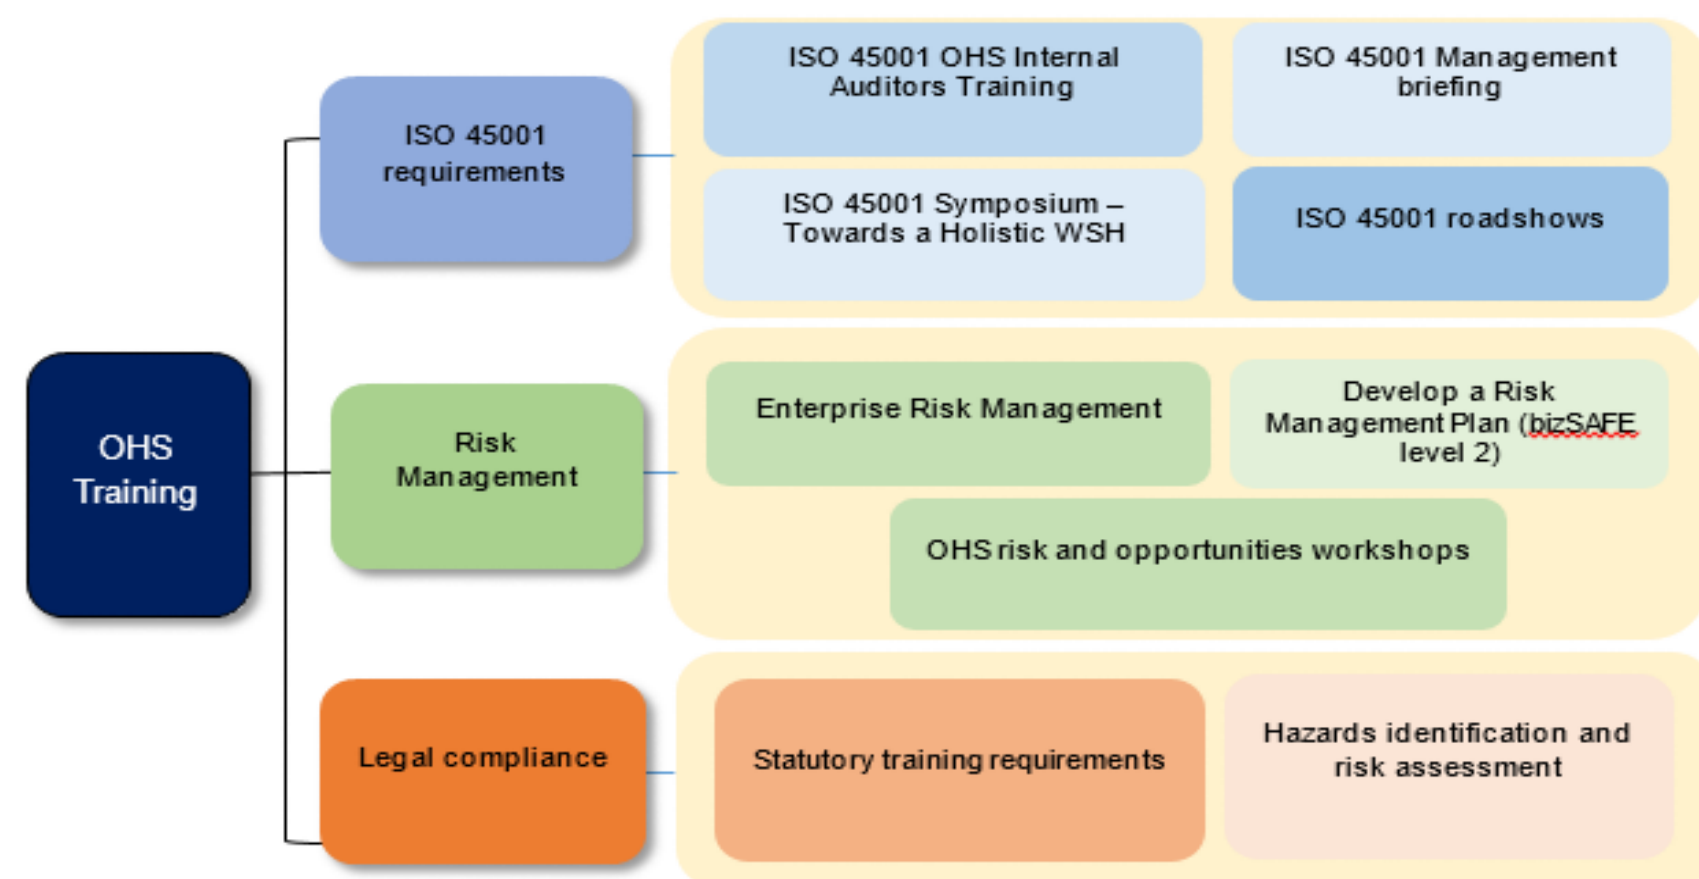 OHS
Training
ISO 45001
requirements
ISO 45001 OHS Internal
Auditors Training
ISO 45001 Management
briefing
ISO 45001 Symposium –
Towards a Holistic WSH
ISO 45001 roadshows
Risk
Management
Enterprise Risk Management
Develop a Risk
Management Plan (bizSAFE
level 2)
OHS risk and opportunities workshops
Legal compliance
Statutory training requirements
Hazards identification and
risk assessment